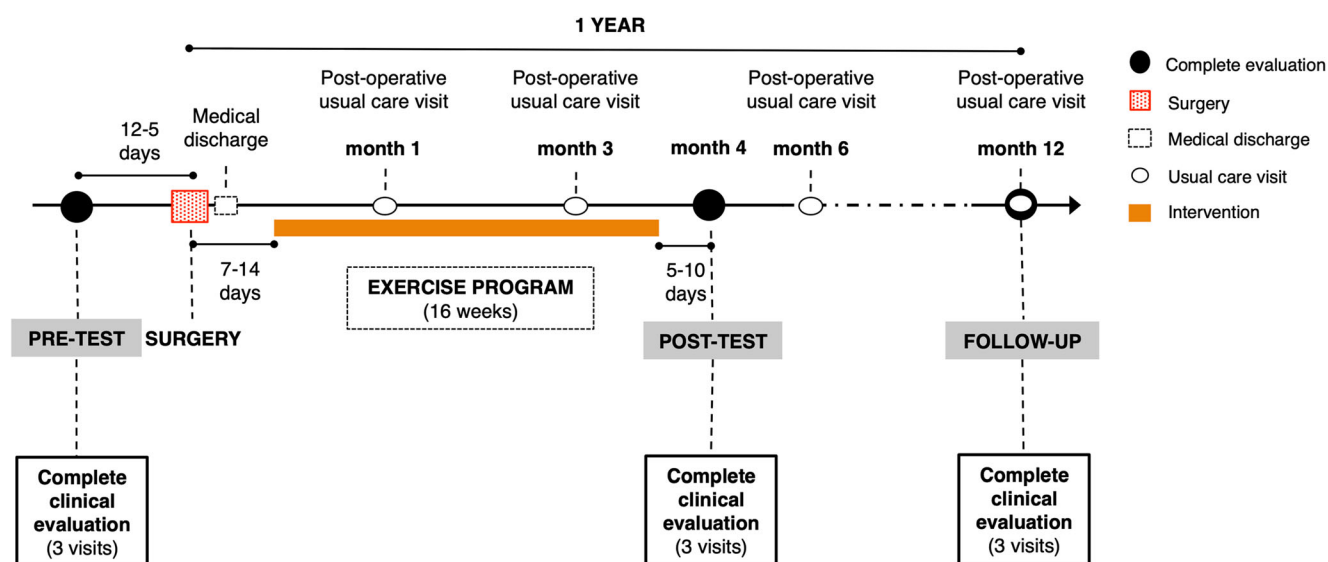 1 YEAR
Post-operative
usual care visit
Post-operative
usual care visit
Post-operative
usual care visit
Post-operative
usual care visit
12-5
days
Medical
discharge
month 1
month 3
month 4
month 6
month 12
7-14
days
EXERCISE PROGRAM
(16 weeks)
5-10
days
PRE-TEST
SURGERY
POST-TEST
FOLLOW-UP
Complete
clinical
evaluation
(3 visits)
Complete
clinical
evaluation
(3 visits)
Complete
clinical
evaluation
(3 visits)
Complete evaluation
Surgery
Medical discharge
Usual care visit
Intervention